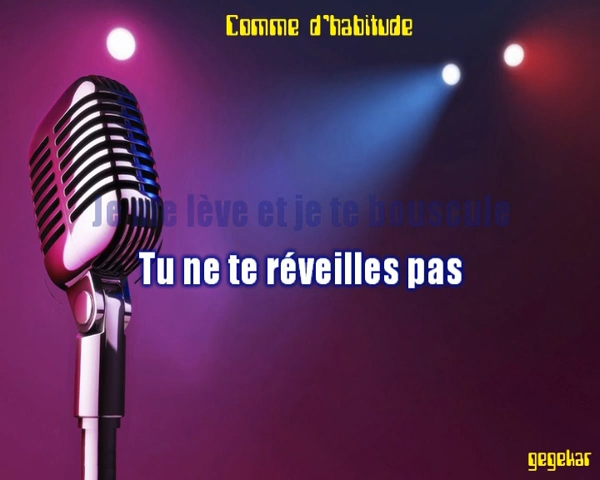 Comme d'habitude
Je me lève et je te bouscule
Tu ne te réveilles pas
gegekar